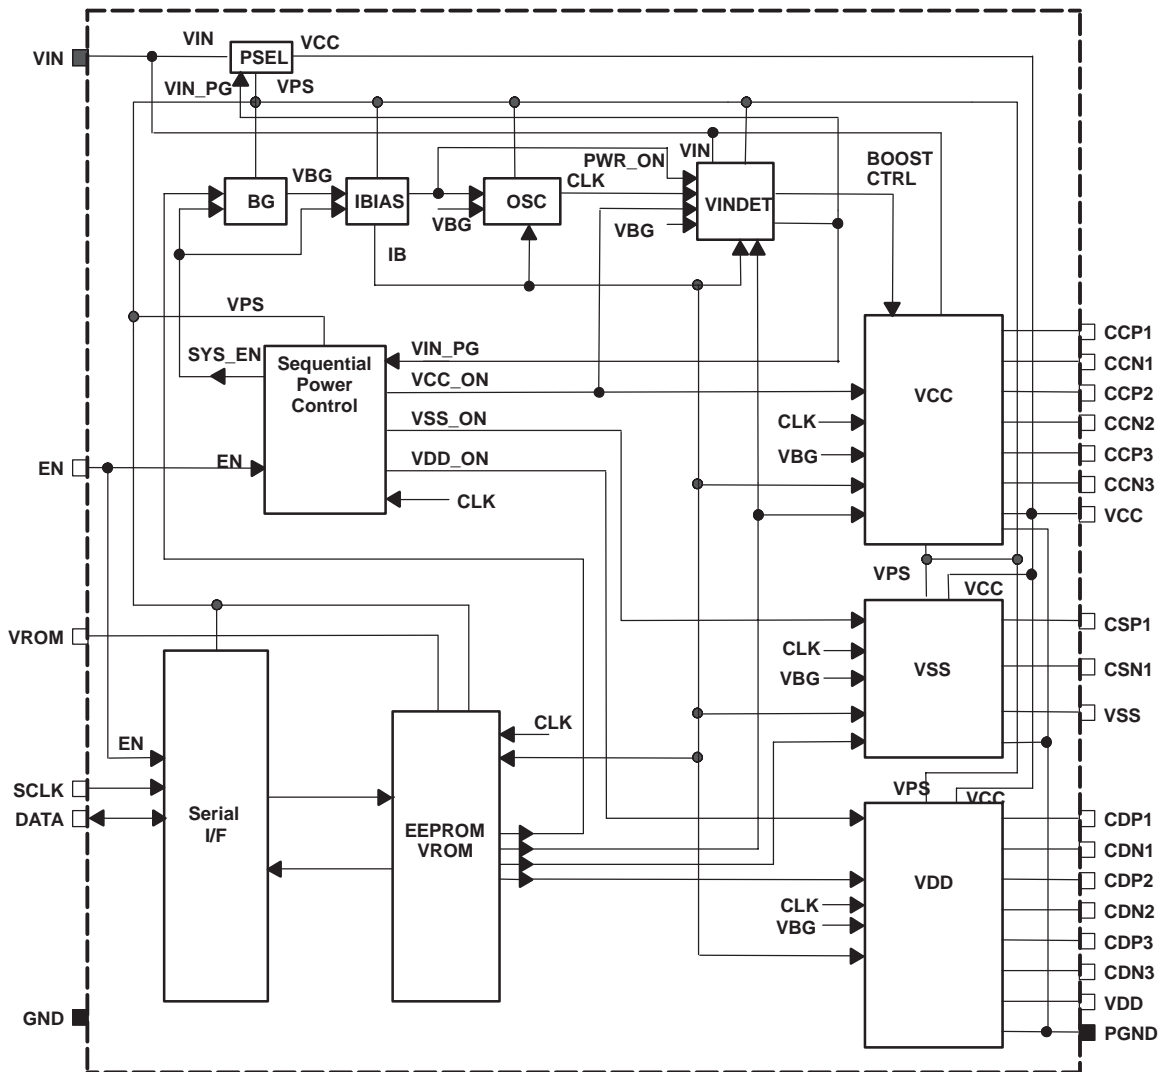 VIN
VIN
PSEL
VCC
VIN_PG
VPS
BG
VBG
IBIAS
VBG
OSC
CLK
PWR_ON
VIN
VBG
VINDET
BOOST
CTRL
IB
VPS
SYS_EN
Sequential
Power
Control
VIN_PG
VCC_ON
VSS_ON
VDD_ON
CLK
EN
EN
VCC
CLK
VBG
CCP1
CCN1
CCP2
CCN2
CCP3
CCN3
VCC
VPS
VCC
VROM
CLK
VBG
VSS
CSP1
CSN1
VSS
EN
SCLK
DATA
Serial
I/F
CLK
EEPROM
VROM
VPS
VCC
VDD
CLK
VBG
CDP1
CDN1
CDP2
CDN2
CDP3
CDN3
VDD
PGND
GND